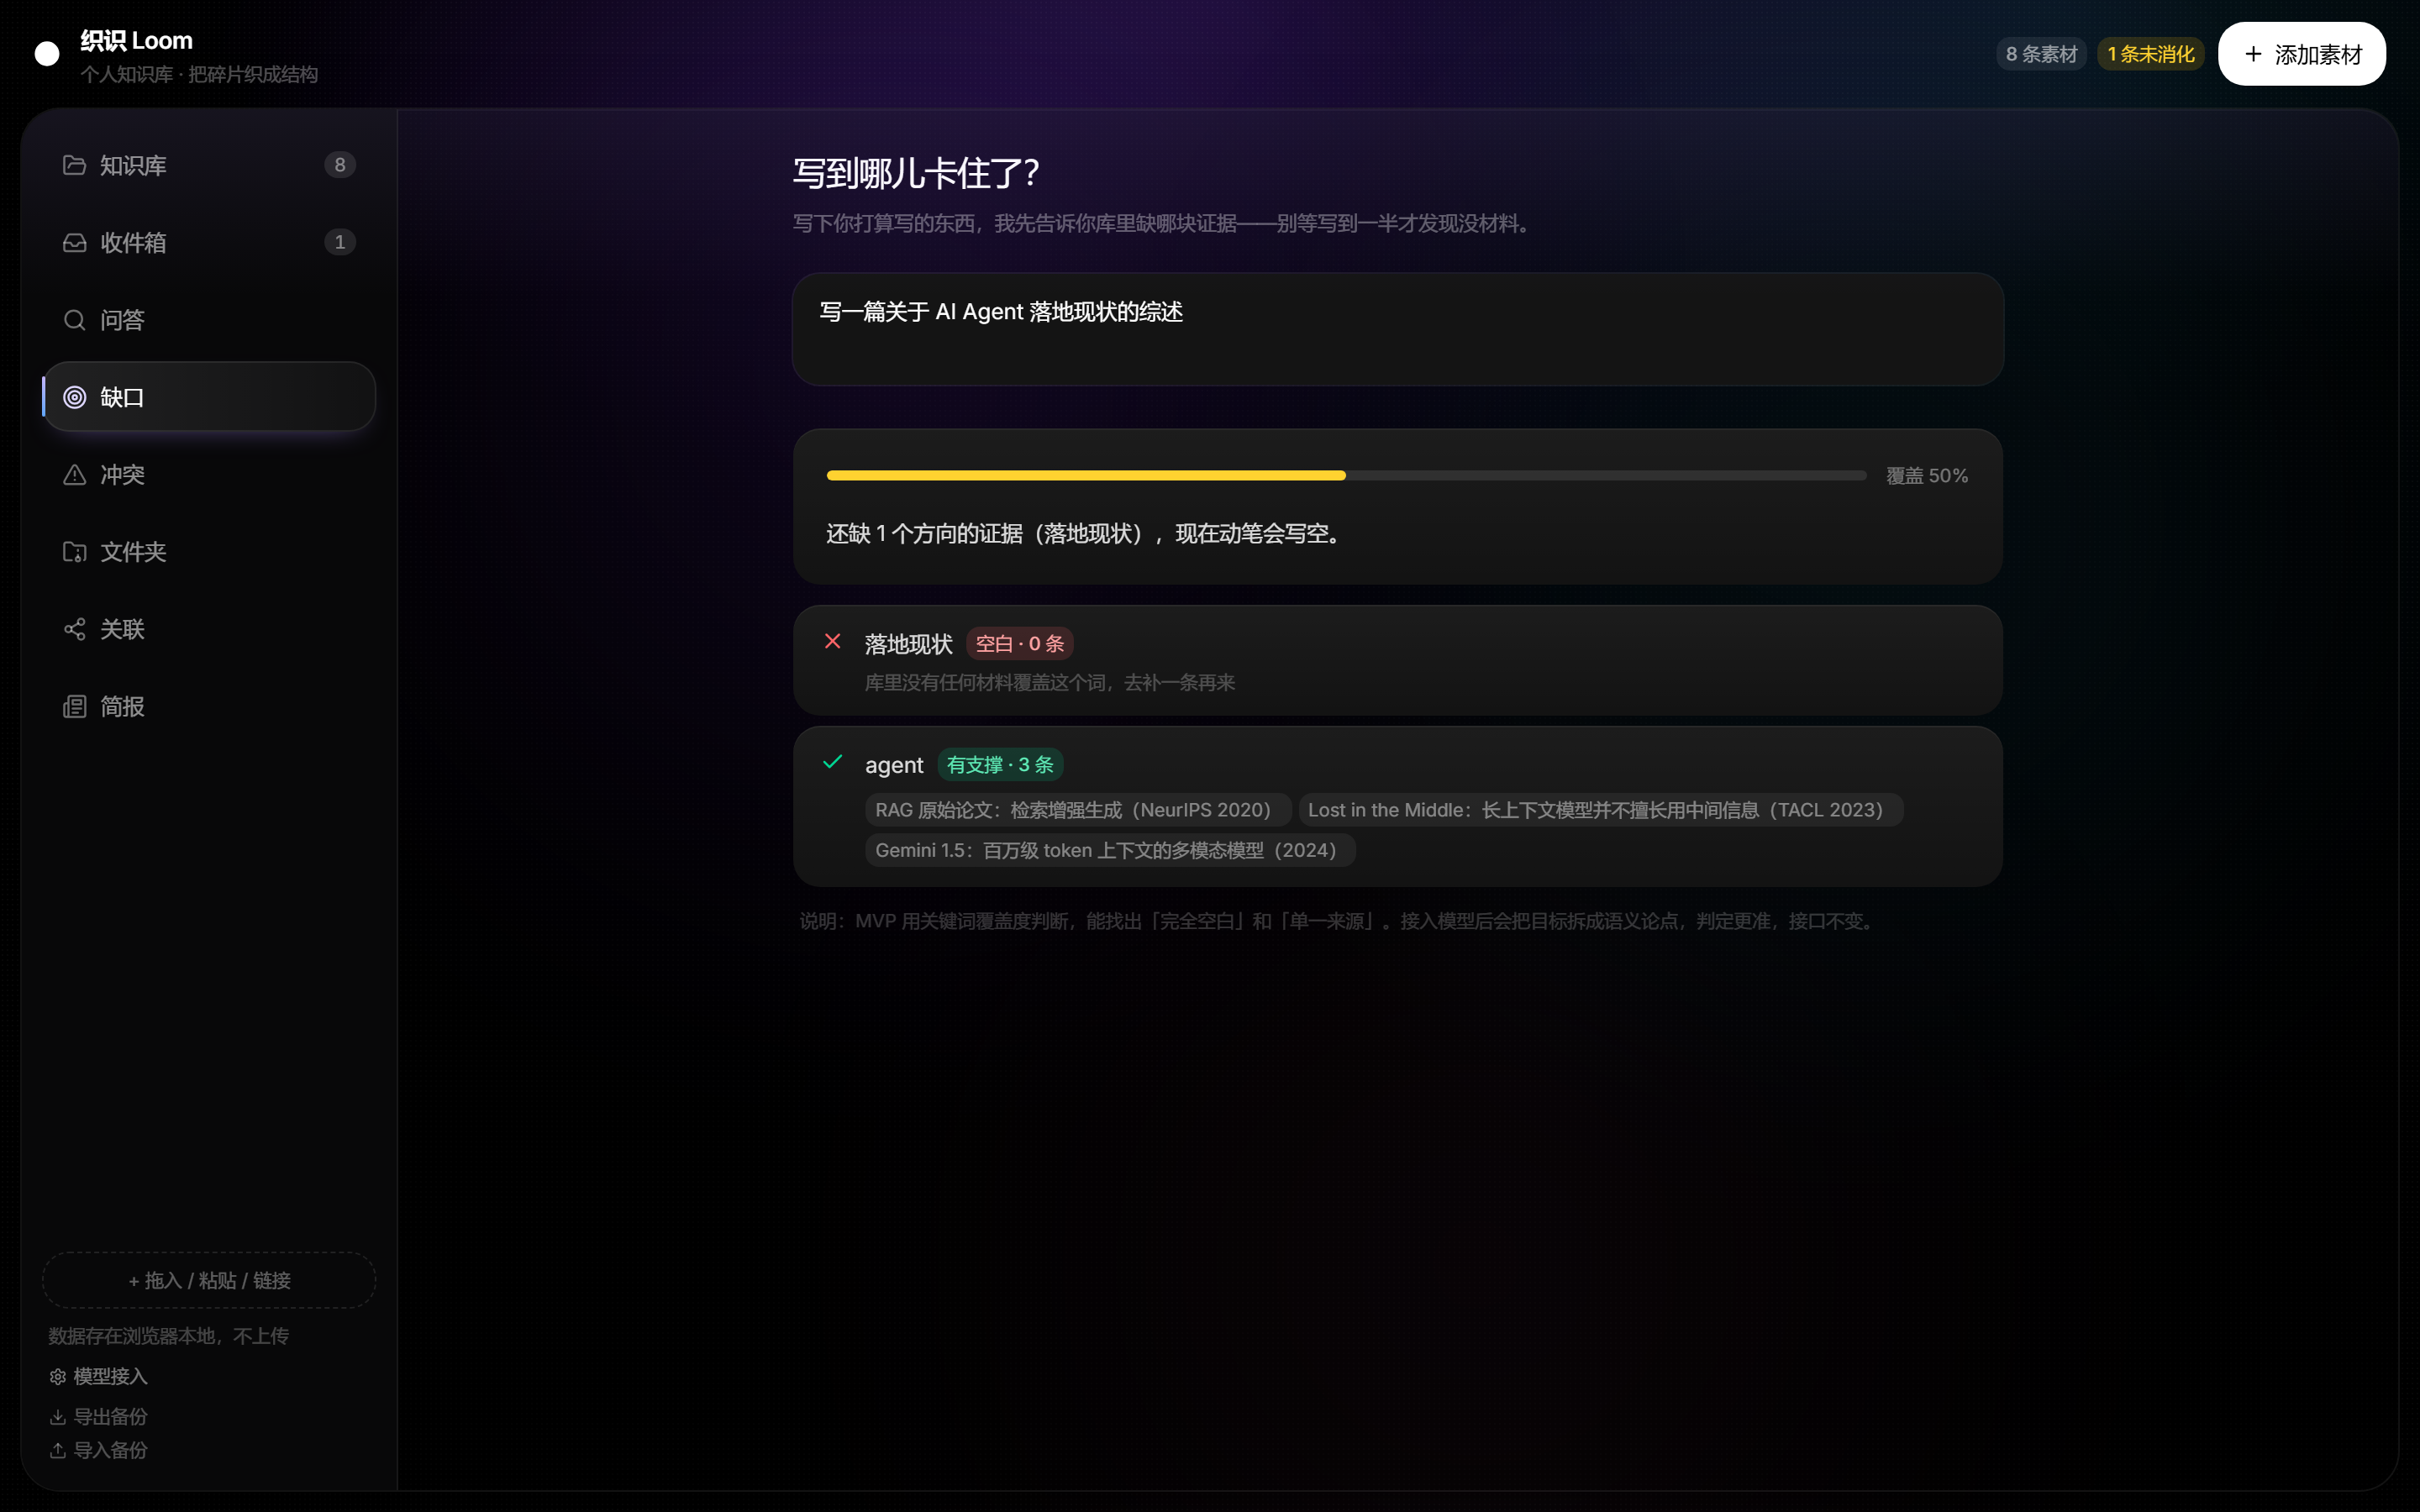 织识 Loom
个人知识库 · 把碎片织成结构
8 条素材
1 条未消化
+ 添加素材
知识库 8
收件箱 1
问答
缺口
冲突
文件夹
关联
简报
+ 拖入 / 粘贴 / 链接
数据存在浏览器本地，不上传
模型接入
导出备份
导入备份
写到哪儿卡住了？
写下你打算写的东西，我先告诉你库里缺哪块证据——别等写到一半才发现没材料。
写一篇关于 AI Agent 落地现状的综述
覆盖 50%
还缺 1 个方向的证据（落地现状），现在动笔会写空。
落地现状 空白 · 0 条
库里没有任何材料覆盖这个词，去补一条再来
agent 有支撑 · 3 条
RAG 原始论文：检索增强生成（NeurIPS 2020） Lost in the Middle：长上下文模型并不擅长用中间信息（TACL 2023）
Gemini 1.5：百万级 token 上下文的多模态模型（2024）
说明：MVP 用关键词覆盖度判断，能找出「完全空白」和「单一来源」。接入模型后会把目标拆成语义论点，判定更准，接口不变。